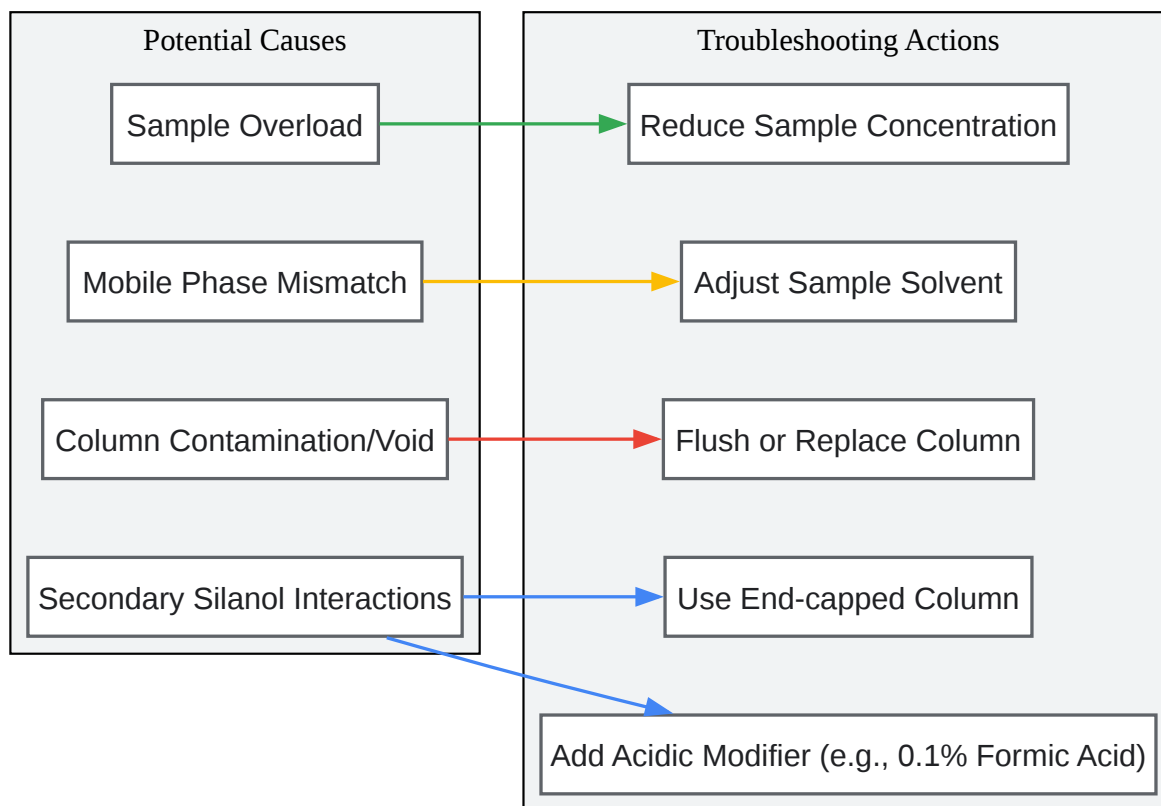 Potential Causes
Troubleshooting Actions
Sample Overload
Reduce Sample Concentration
Mobile Phase Mismatch
Adjust Sample Solvent
Column Contamination/Void
Flush or Replace Column
Secondary Silanol Interactions
Use End-capped Column
Add Acidic Modifier (e.g., 0.1% Formic Acid)